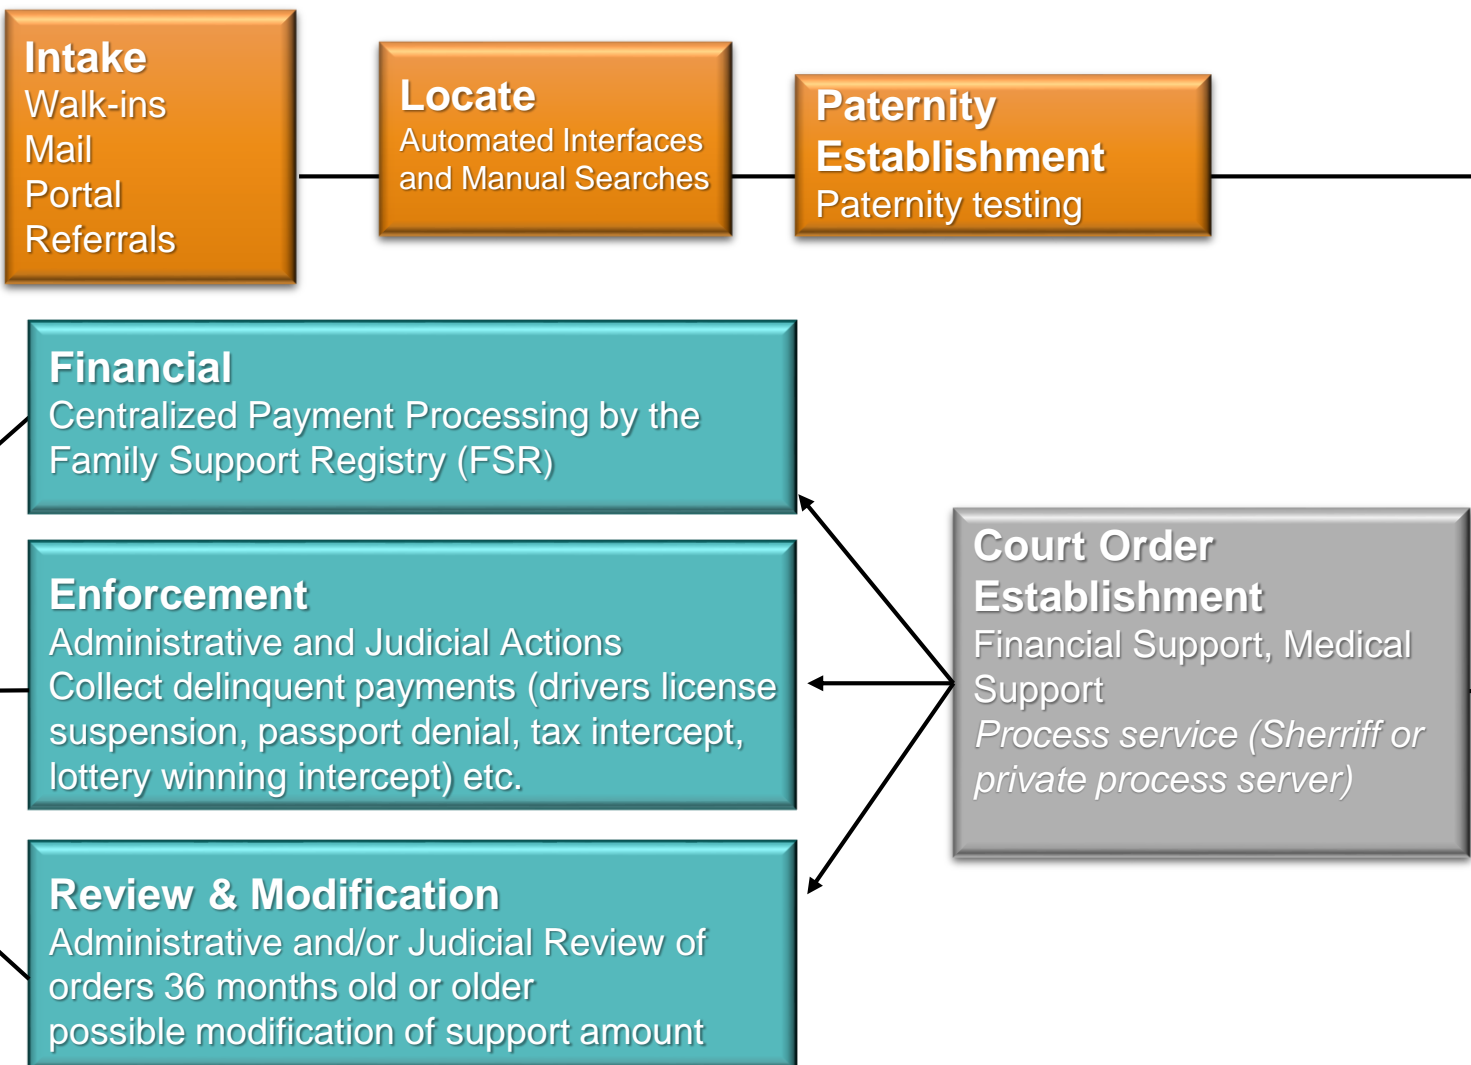 Intake
Walk-ins
Mail
Portal
Referrals
Locate
Automated Interfaces
and Manual Searches
Paternity
Establishment
Paternity testing
Financial
Centralized Payment Processing by the
Family Support Registry (FSR)
Enforcement
Administrative and Judicial Actions
Collect delinquent payments (drivers license
suspension, passport denial, tax intercept,
lottery winning intercept) etc.
Review & Modification
Administrative and/or Judicial Review of
orders 36 months old or older
possible modification of support amount
Court Order
Establishment
Financial Support, Medical
Support
Process service (Sherriff or
private process server)